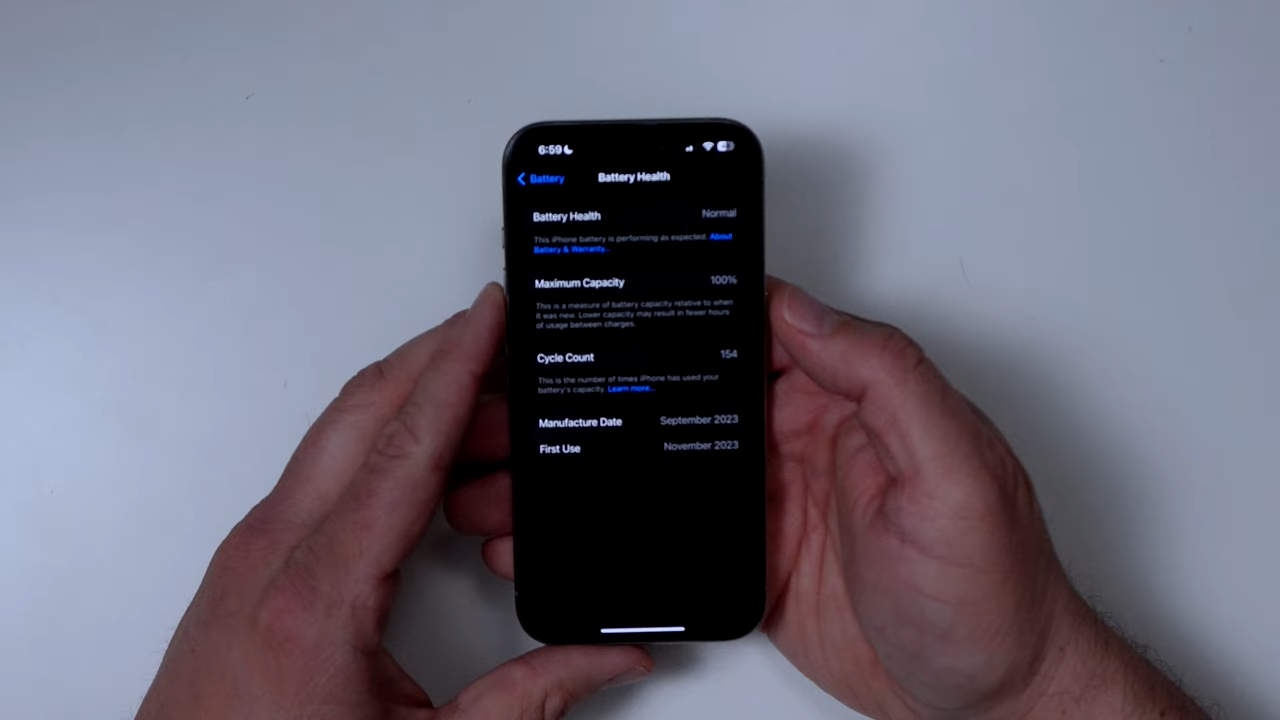 6:59
Battery
Battery Health
Battery Health
Normal
This iPhone battery is performing as expected. About
Battery & Warranty...
Maximum Capacity
100%
This is a measure of battery capacity relative to when
it was new. Lower capacity may result in fewer hours
of usage between charges.
Cycle Count
154
This is the number of times iPhone has used your
battery's capacity. Learn more...
Manufacture Date
September 2023
First Use
November 2023